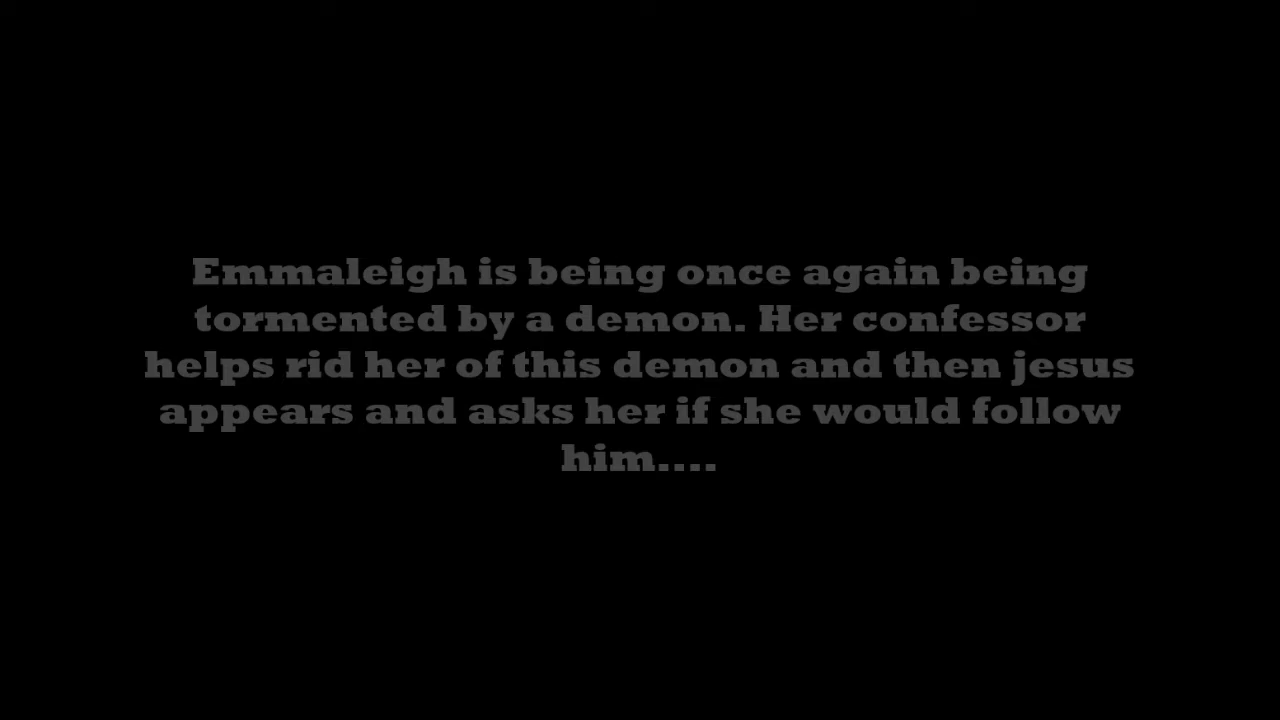 Emmaleigh is being once again being
tormented by a demon. Her confessor
helps rid her of this demon and then jesus
appears and asks her if she would follow
him....